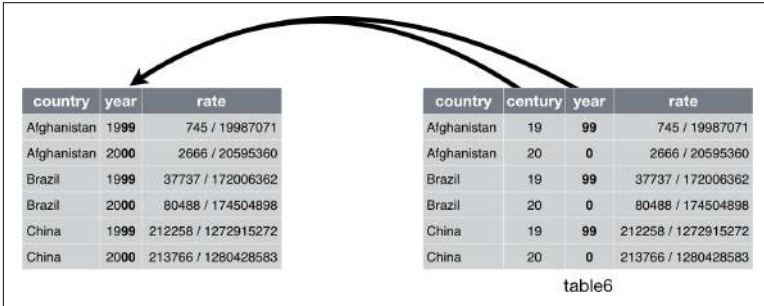 country year rate
Afghanistan 1999 745 / 19987071
Afghanistan 2000 2666 / 20595360
Brazil 1999 37737 / 172006362
Brazil 2000 80488 / 174504898
China 1999 212258 / 1272915272
China 2000 213766 / 1280428583
country century year rate
Afghanistan 19 99 745 / 19987071
Afghanistan 20 0 2666 / 20595360
Brazil 19 99 37737 / 172006362
Brazil 20 0 80488 / 174504898
China 19 99 212258 / 1272915272
China 20 0 213766 / 1280428583
table6